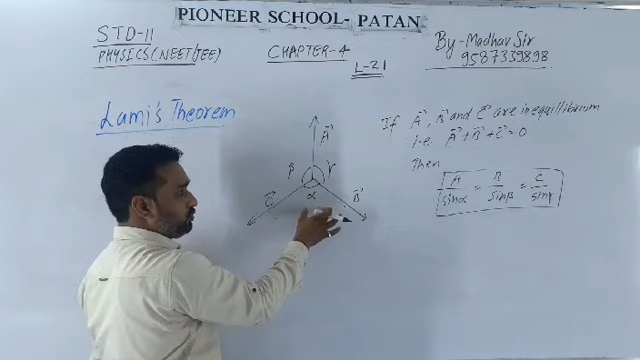 PIONEER SCHOOL- PATAN
STD-11
PHYSICS (NEET/JEE)
CHAPTER-4
L-21
By- Madhav Sir
9587339898
Lami's Theorem
If A⃗, B⃗ and C⃗ are in equillibrium
i.e. A⃗+B⃗+C⃗=0
Then
A/sinα = B/sinβ = C/sinγ
A⃗
β γ
α
C⃗ B⃗